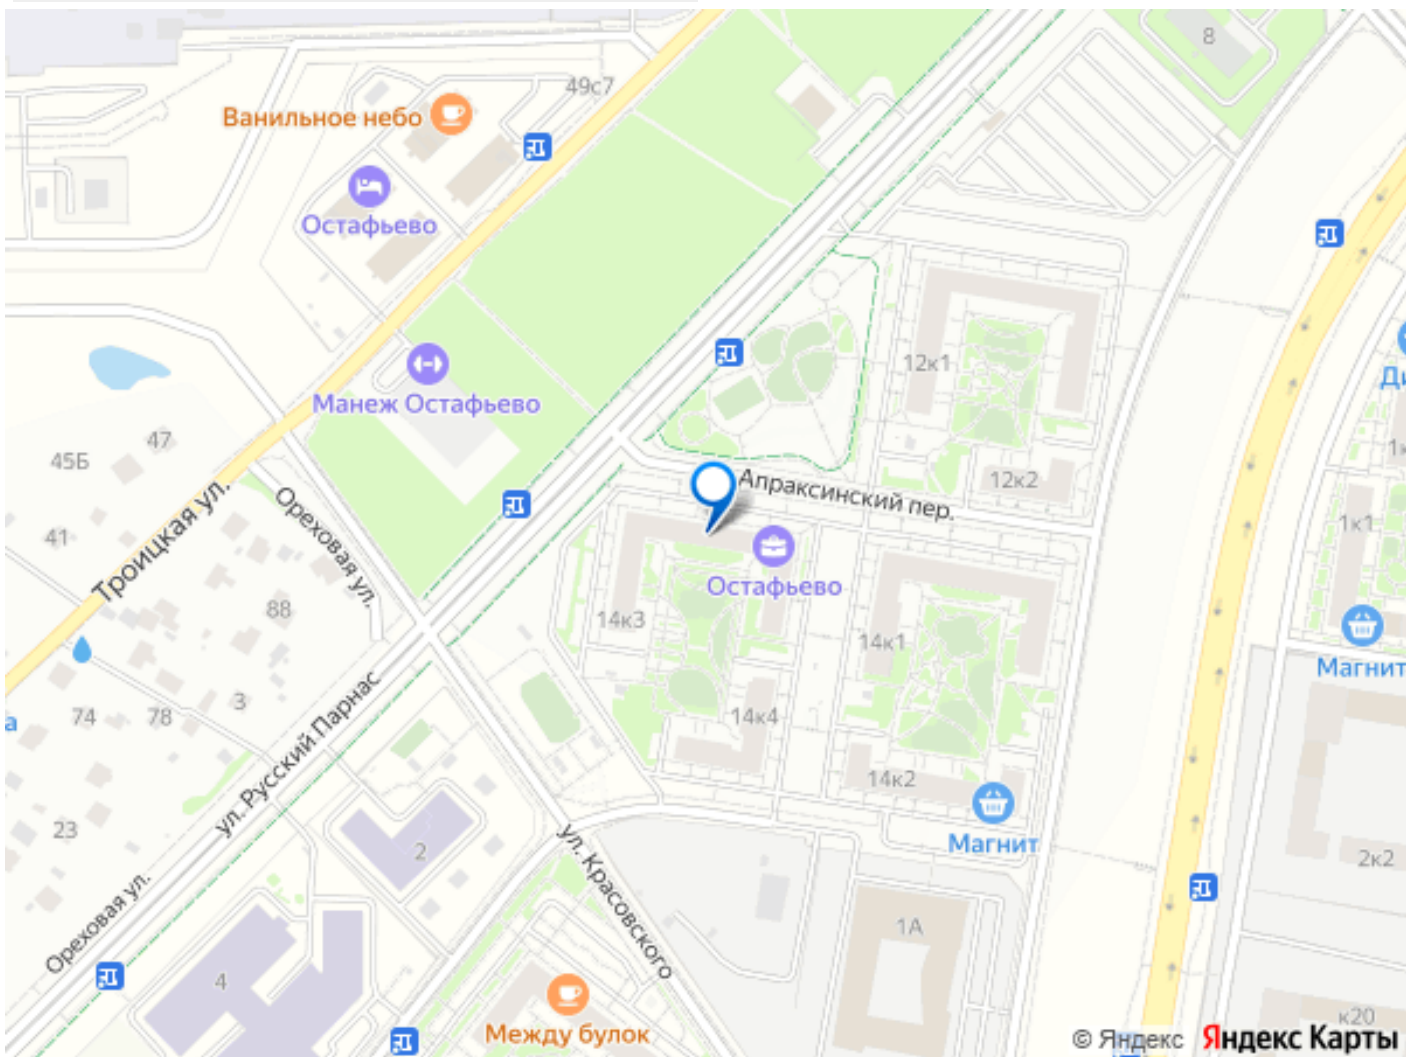 8
49с7
Ванильное небо
Остафьево
12к1
Манеж Остафьево
47
45Б
12к2
Апраксинский пер.
41
Троицкая ул.
Ореховая ул.
1к1
Остафьево
88
14к3
14к1
Магнит
3
74
78
а
14к4
ул. Русский Парнас
14к2
23
Магнит
2
ул. Красовского
2к2
Ореховая ул.
1А
4
Между булок
к20
© Яндекс Яндекс Карты